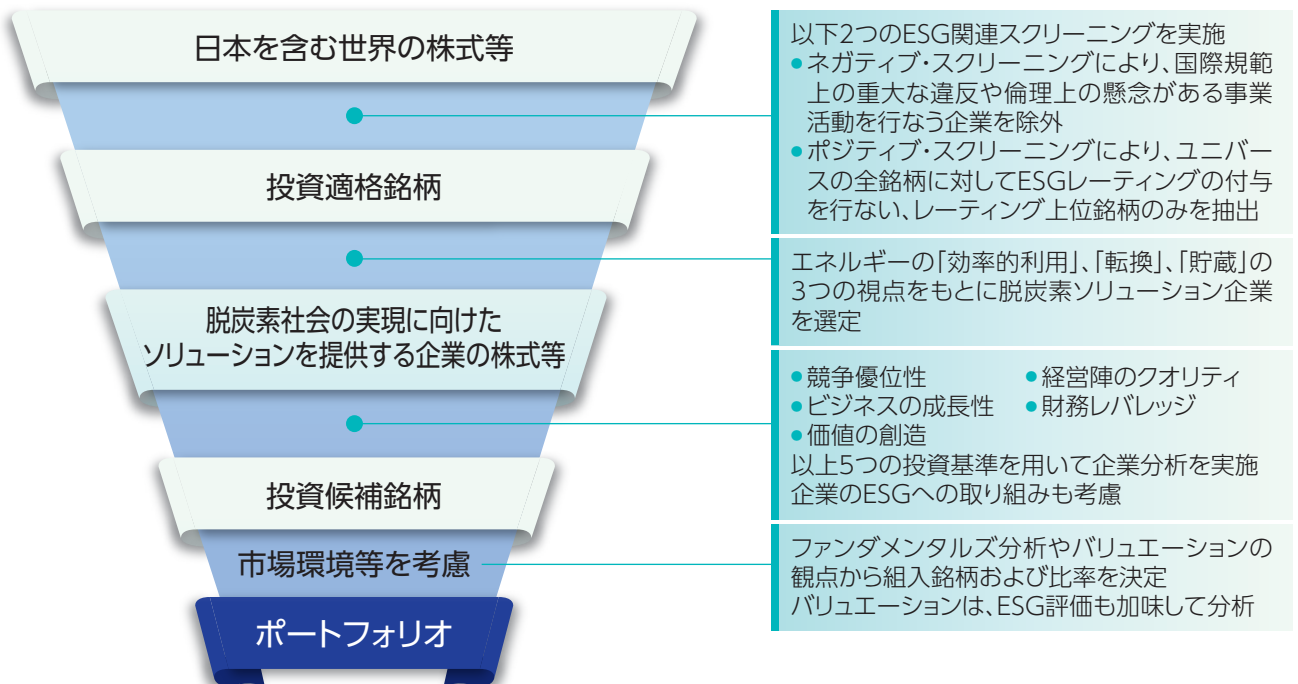 日本を含む世界の株式等
以下2つのESG関連スクリーニングを実施
●ネガティブ・スクリーニングにより、国際規範
上の重大な違反や倫理上の懸念がある事業
活動を行なう企業を除外
●ポジティブ・スクリーニングにより、ユニバー
スの全銘柄に対してESGレーティングの付与
を行ない、レーティング上位銘柄のみを抽出
投資適格銘柄
エネルギーの「効率的利用」、「転換」、「貯蔵」の
3つの視点をもとに脱炭素ソリューション企業
を選定
脱炭素社会の実現に向けた
ソリューションを提供する企業の株式等
●競争優位性 ●経営陣のクオリティ
●ビジネスの成長性 ●財務レバレッジ
●価値の創造
以上5つの投資基準を用いて企業分析を実施
企業のESGへの取り組みも考慮
投資候補銘柄
市場環境等を考慮
ファンダメンタルズ分析やバリュエーションの
観点から組入銘柄および比率を決定
バリュエーションは、ESG評価も加味して分析
ポートフォリオ